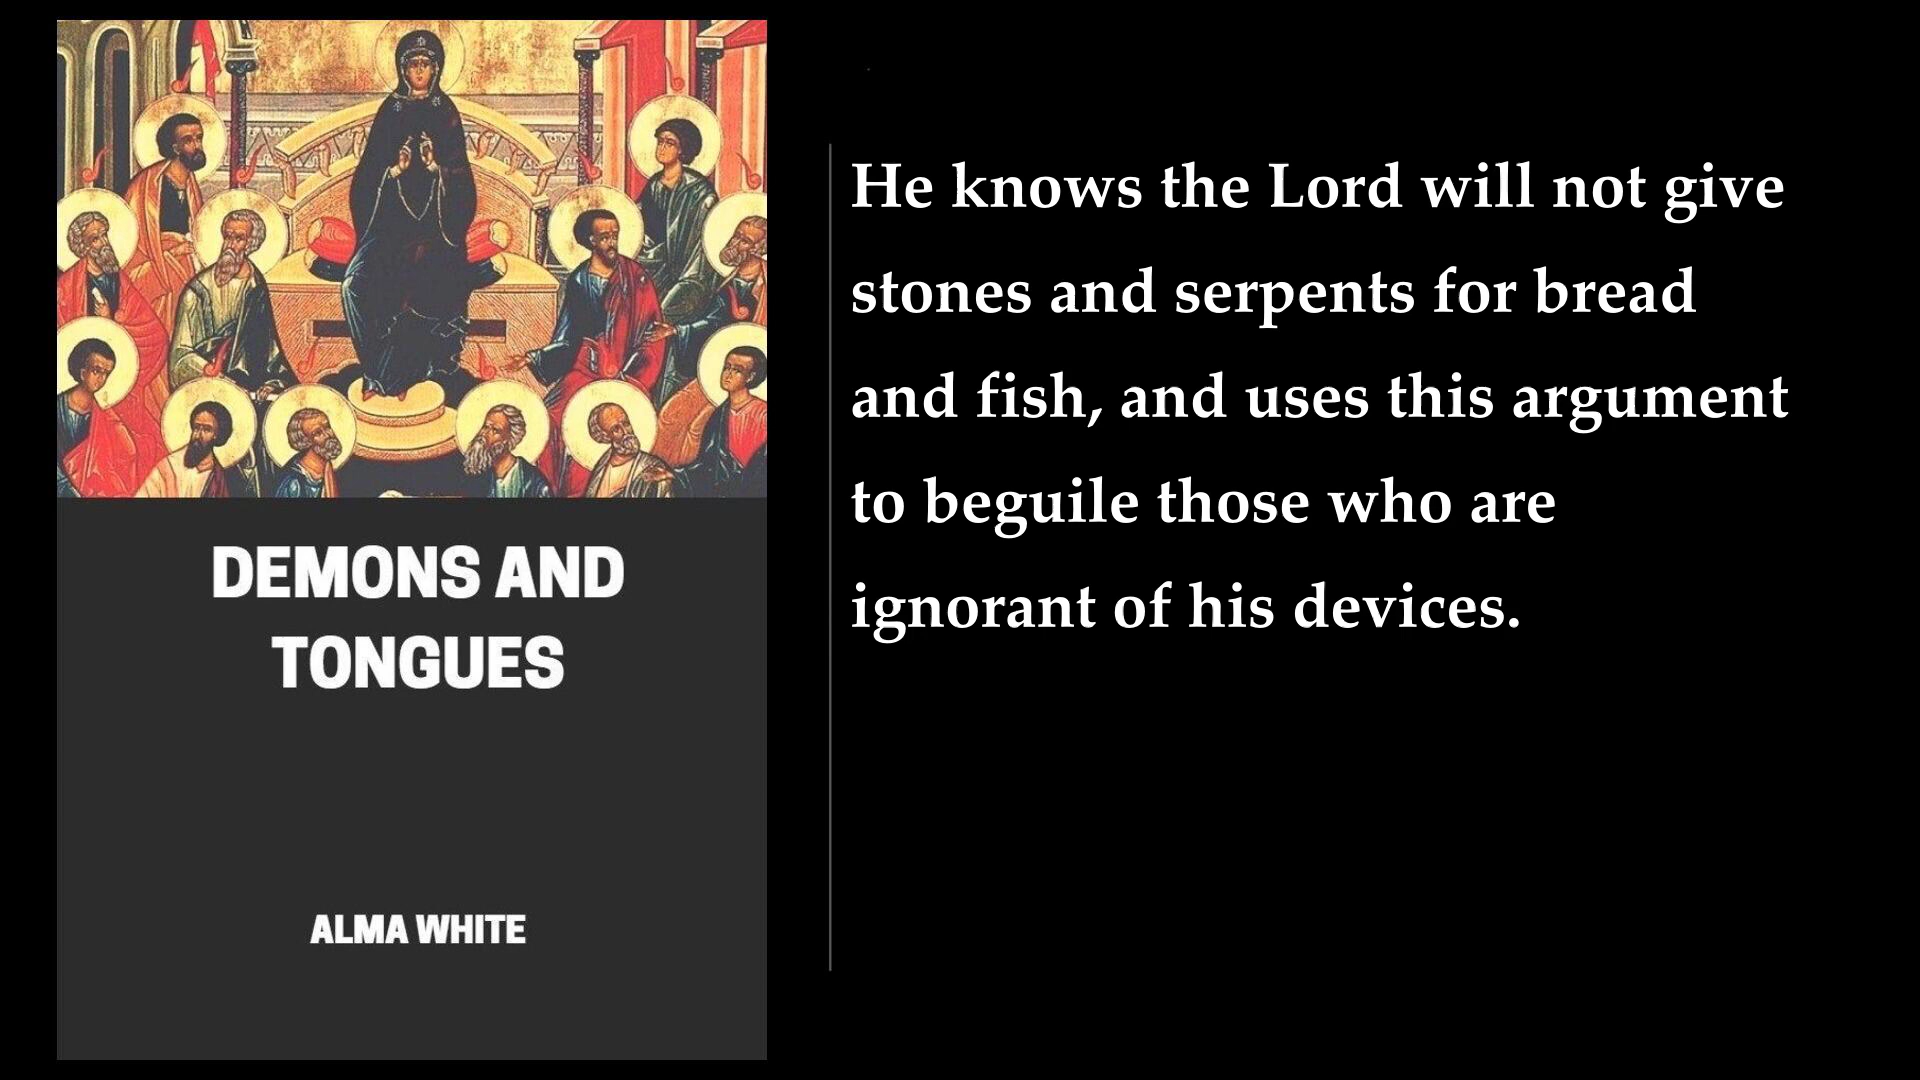 DEMONS AND
TONGUES
ALMA WHITE
He knows the Lord will not give
stones and serpents for bread
and fish, and uses this argument
to beguile those who are
ignorant of his devices.